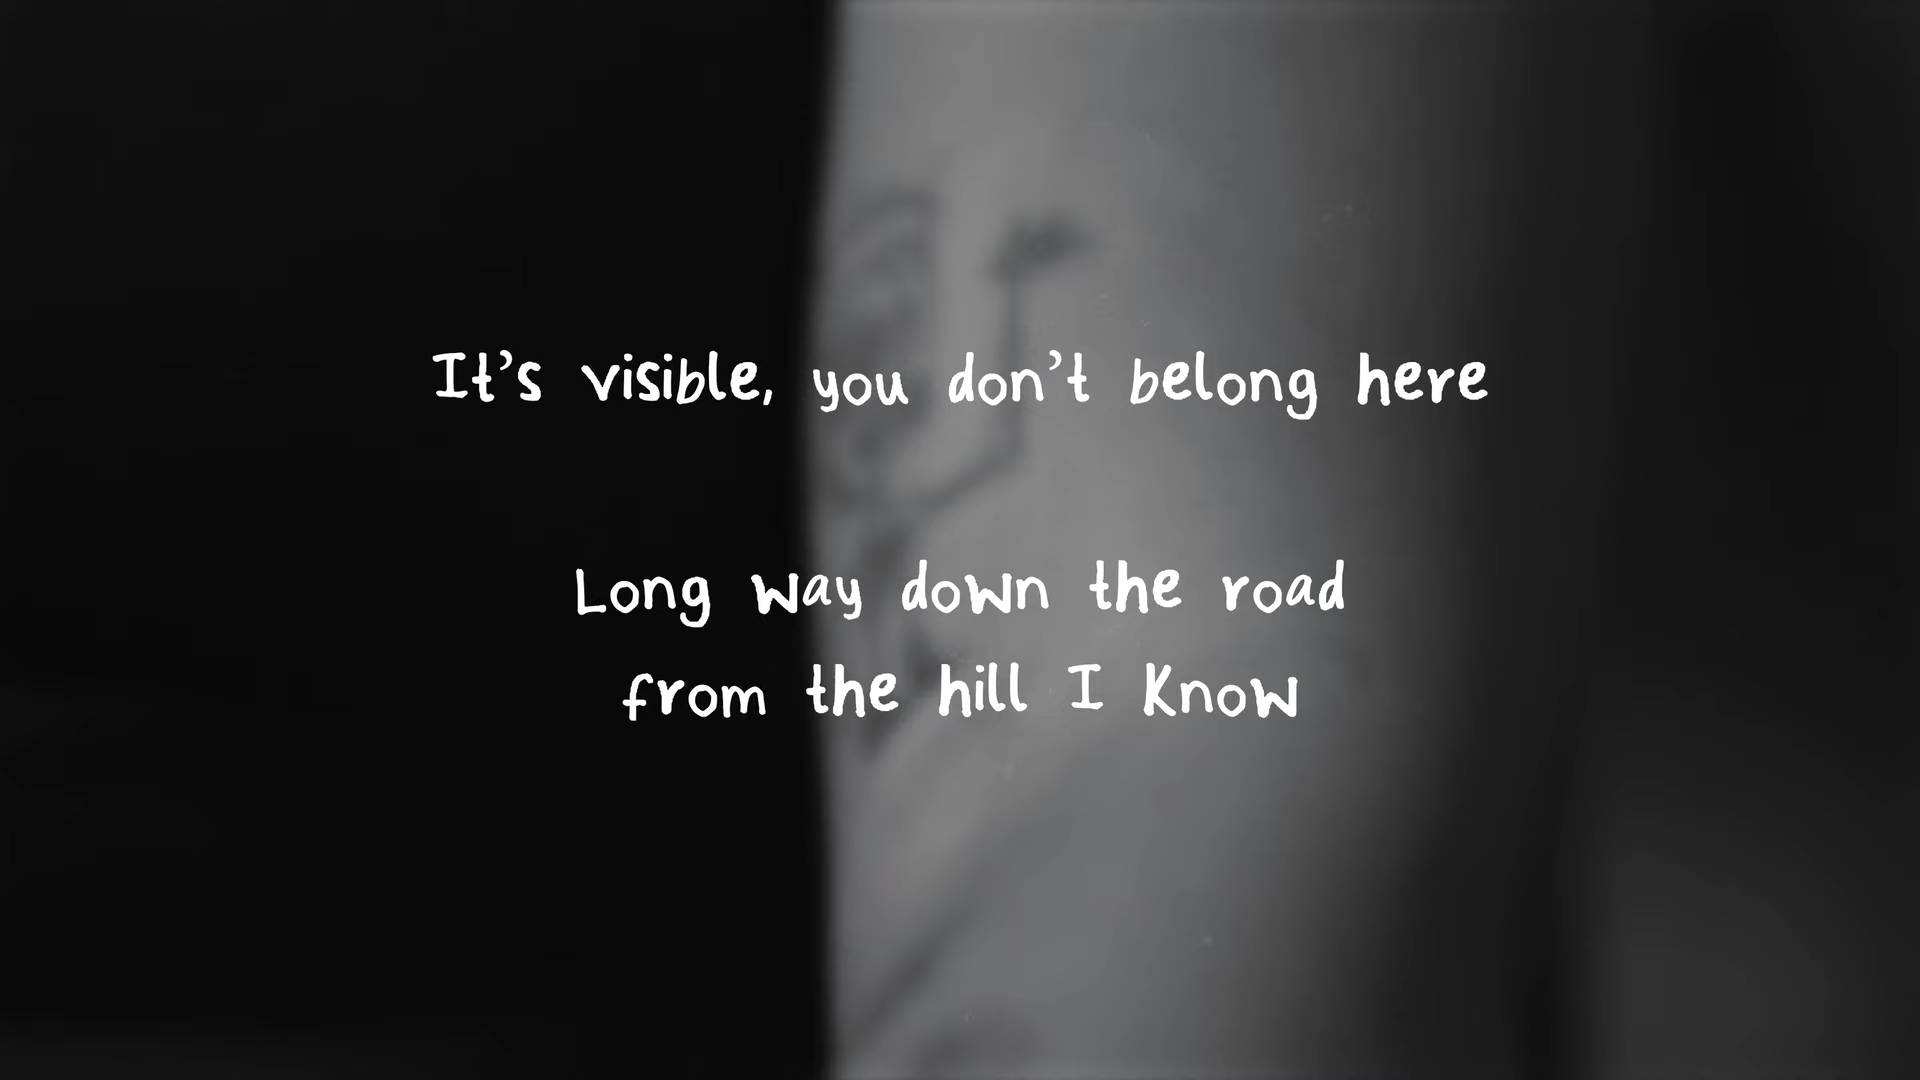 It’s visible, you don’t belong here
Long way down the road
from the hill I know